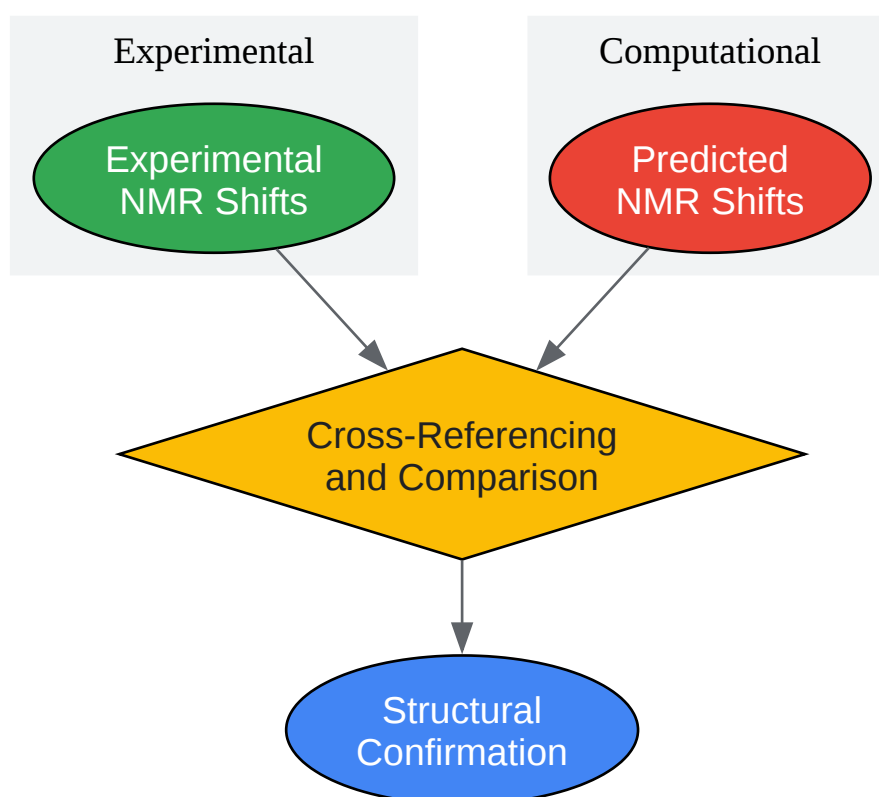 Experimental
Computational
Experimental
NMR Shifts
Predicted
NMR Shifts
Cross-Referencing
and Comparison
Structural
Confirmation